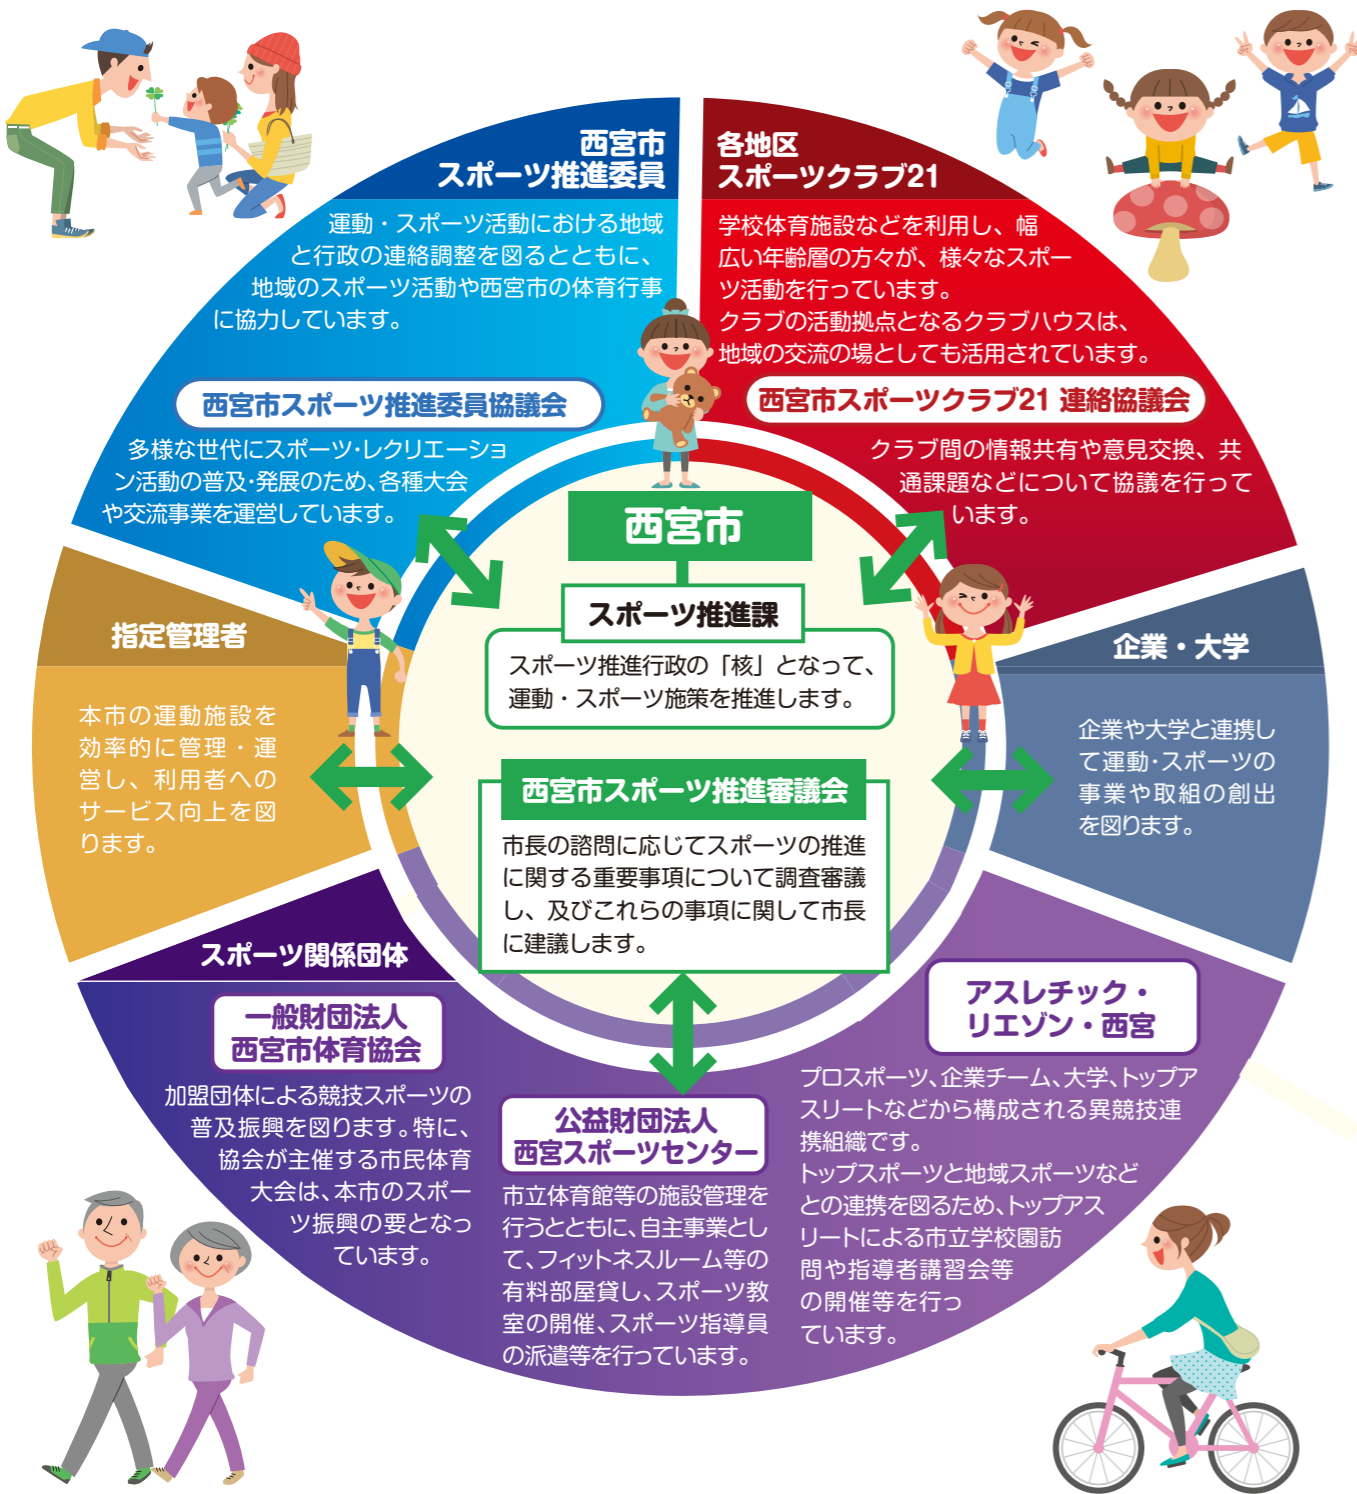 西宮市
スポーツ推進委員
運動・スポーツ活動における地域
と行政の連絡調整を図るとともに、
地域のスポーツ活動や西宮市の体育行事
に協力しています。
西宮市スポーツ推進委員協議会
多様な世代にスポーツ･レクリエーショ
ン活動の普及･発展のため、各種大会
や交流事業を運営しています。
各地区
スポーツクラブ21
学校体育施設などを利用し、幅
広い年齢層の方々が、様々なスポー
ツ活動を行っています。
クラブの活動拠点となるクラブハウスは、
地域の交流の場としても活用されています。
西宮市スポーツクラブ21 連絡協議会
クラブ間の情報共有や意見交換、共
通課題などについて協議を行って
います。
西宮市
スポーツ推進課
スポーツ推進行政の「核」となって、
運動・スポーツ施策を推進します。
西宮市スポーツ推進審議会
市長の諮問に応じてスポーツの推進
に関する重要事項について調査審議
し、及びこれらの事項に関して市長
に建議します。
指定管理者
本市の運動施設を
効率的に管理・運
営し、利用者への
サービス向上を図
ります。
企業・大学
企業や大学と連携し
て運動･スポーツの
事業や取組の創出
を図ります。
スポーツ関係団体
一般財団法人
西宮市体育協会
加盟団体による競技スポーツの
普及振興を図ります。特に、
協会が主催する市民体育
大会は、本市のスポー
ツ振興の要となっ
ています。
公益財団法人
西宮スポーツセンター
市立体育館等の施設管理を
行うとともに、自主事業とし
て、フィットネスルーム等の
有料部屋貸し、スポーツ教
室の開催、スポーツ指導員
の派遣等を行っています。
アスレチック・
リエゾン・西宮
プロスポーツ、企業チーム、大学、トップア
スリートなどから構成される異競技連
携組織です。
トップスポーツと地域スポーツなど
との連携を図るため、トップアス
リートによる市立学校園訪
問や指導者講習会等
の開催等を行っ
ています。